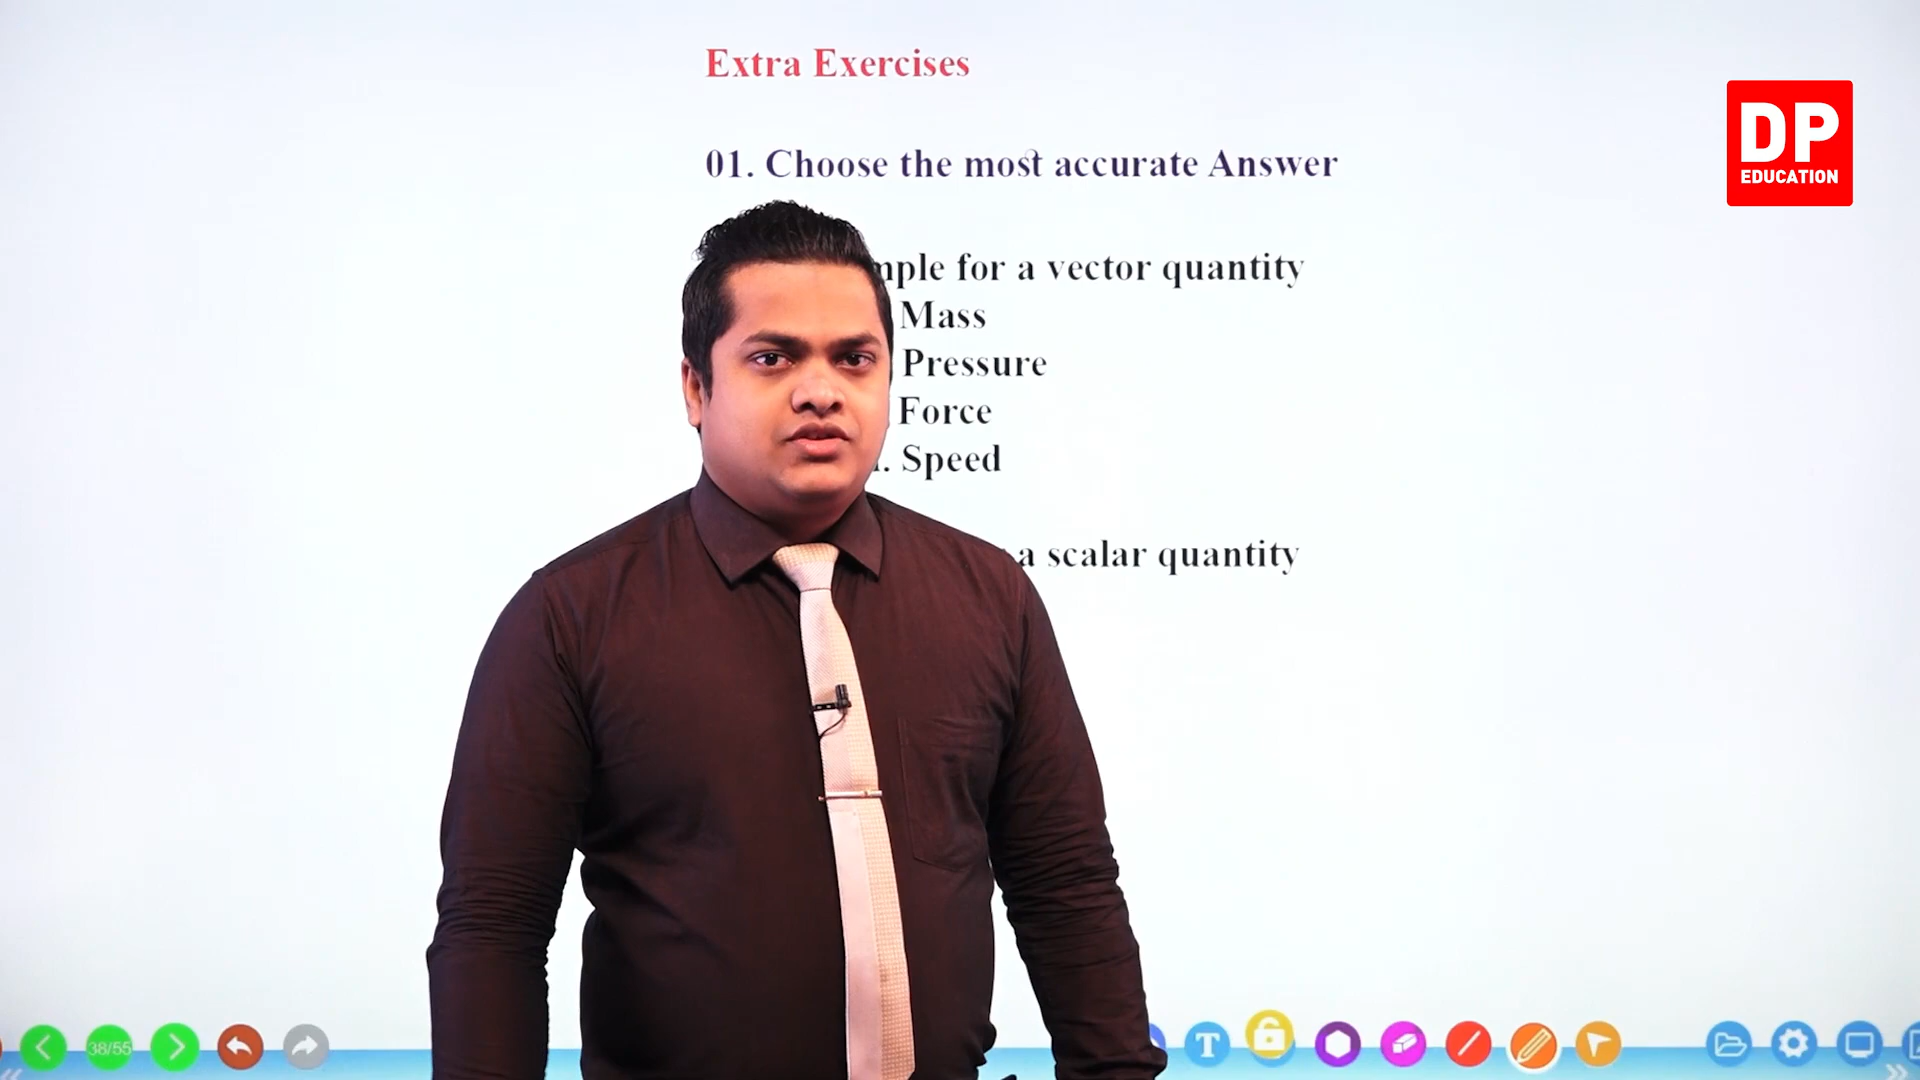 Extra Exercises
DP
EDUCATION
01. Choose the most accurate Answer
for a vector quantity
Mass
Pressure
Force
Speed
a scalar quantity
38/55
T